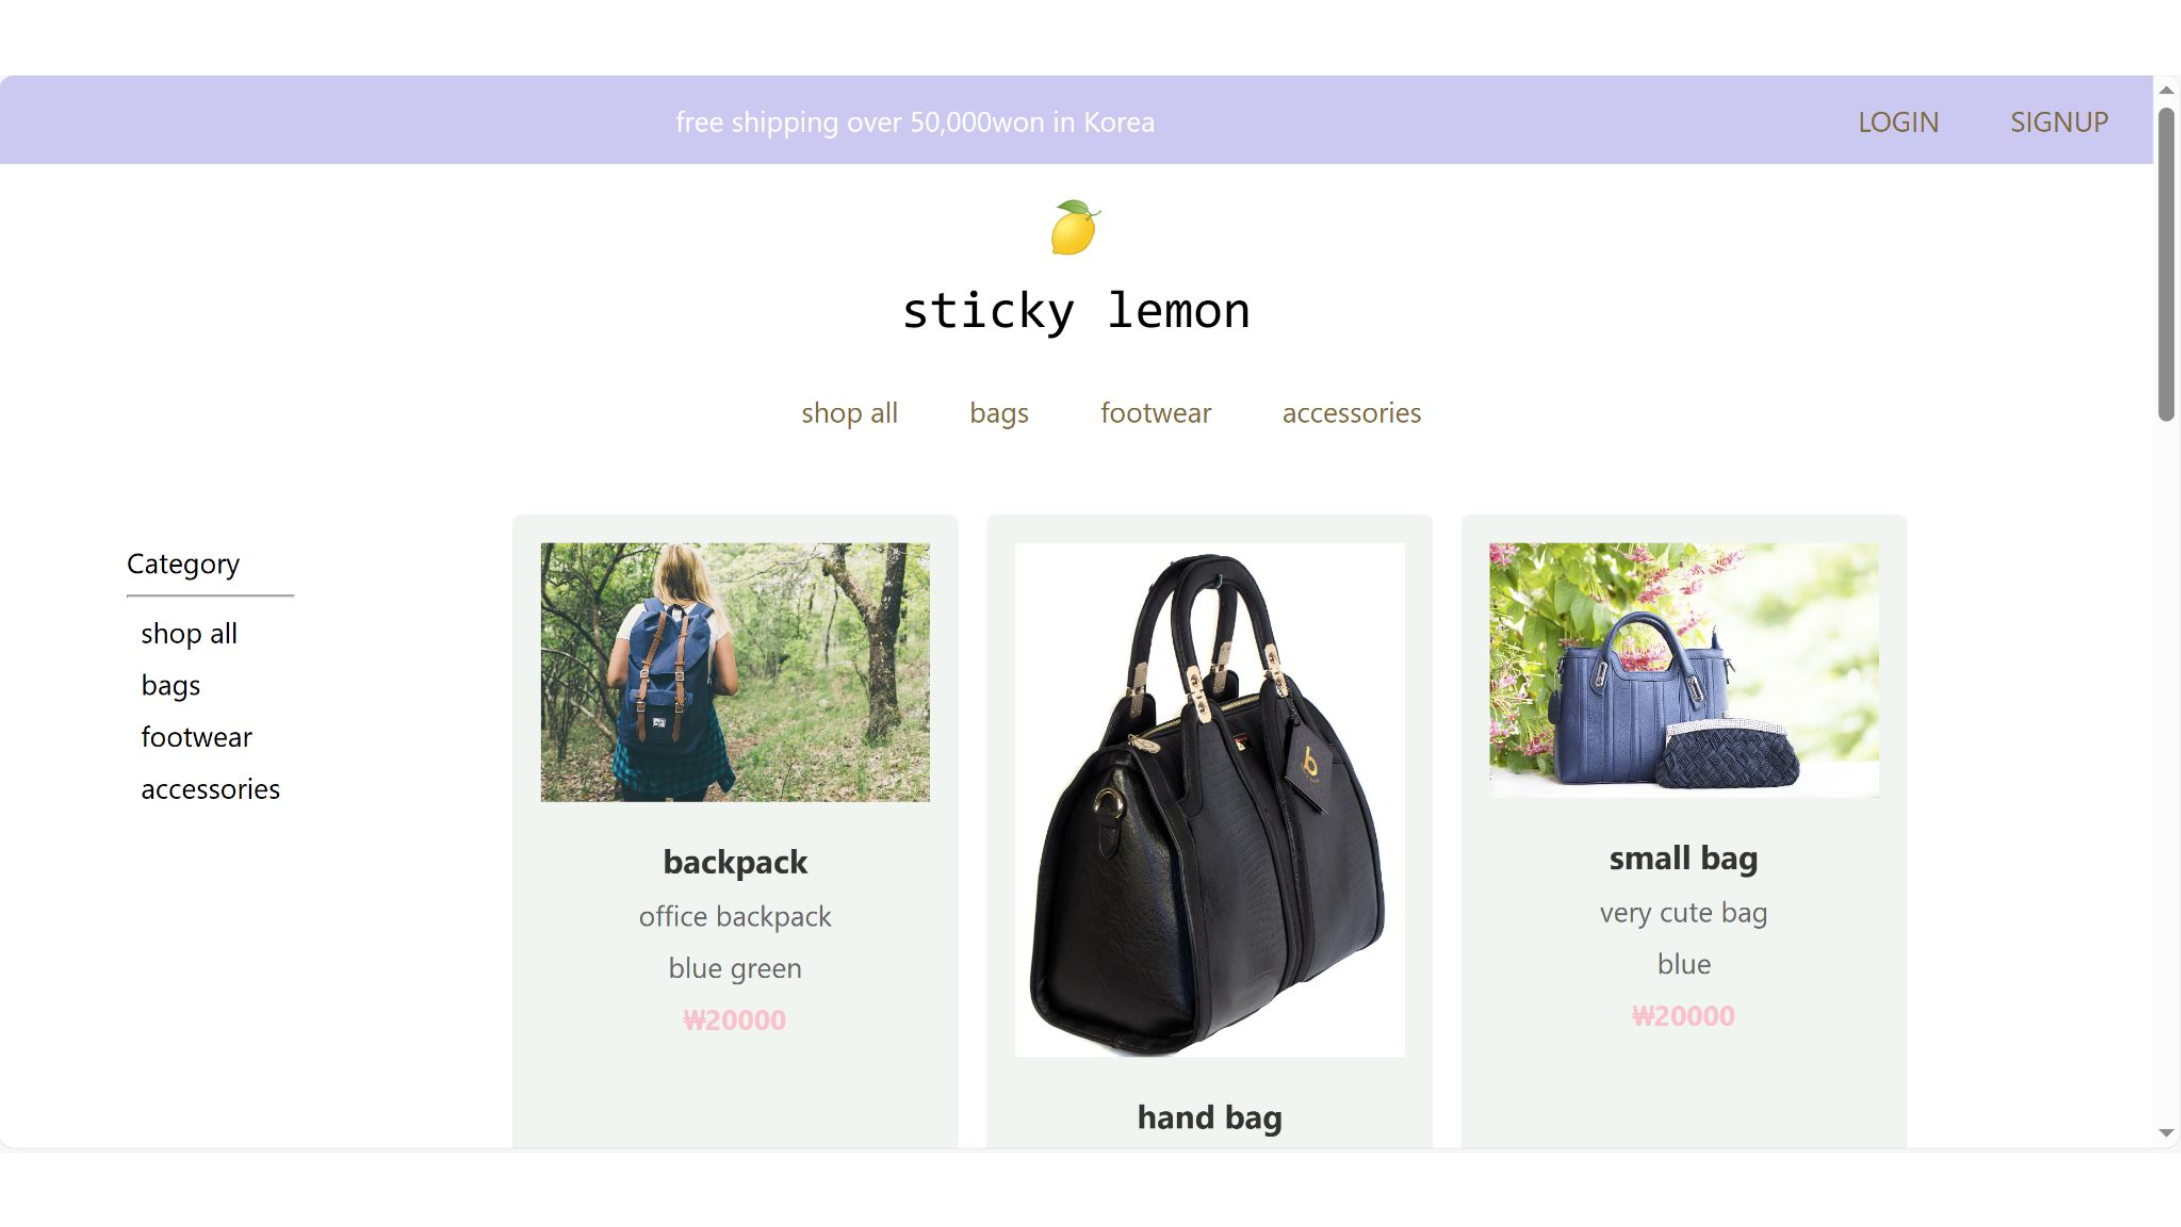 free shipping over 50,000won in Korea
LOGIN SIGNUP
sticky lemon
shop all bags footwear accessories
Category
shop all
bags
footwear
accessories
backpack
office backpack
blue green
₩20000
hand bag
small bag
very cute bag
blue
₩20000